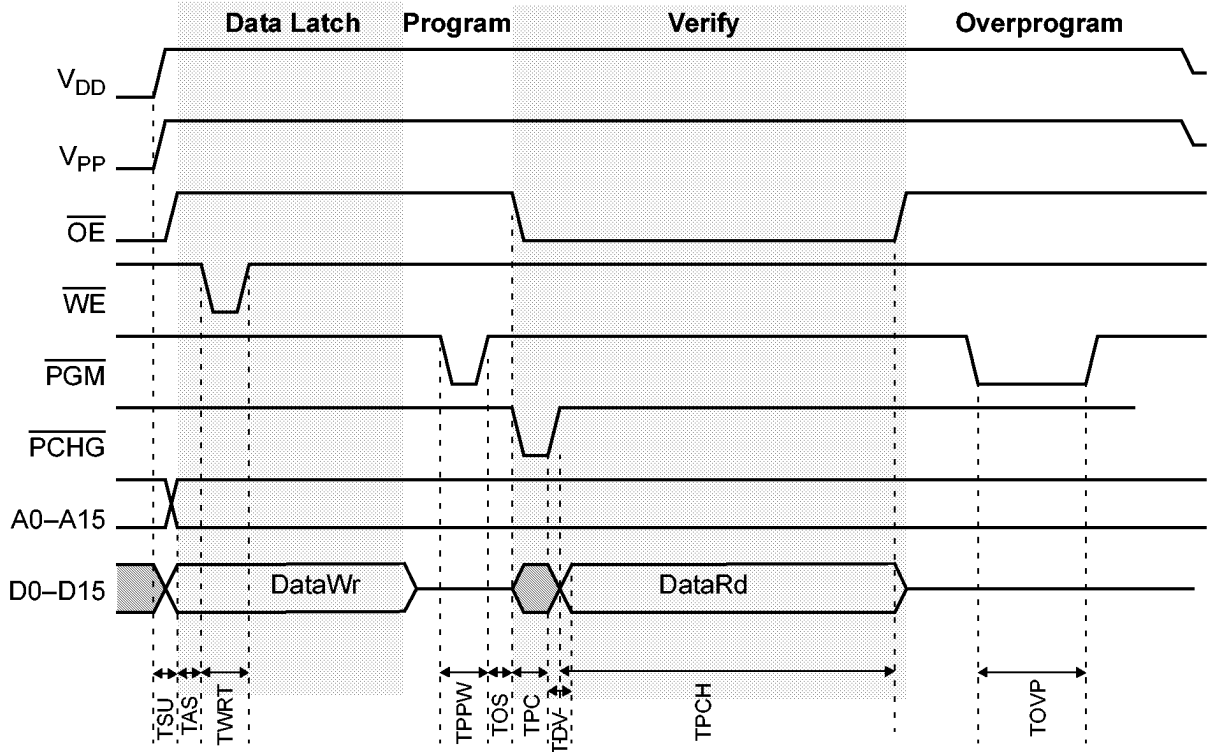 Data Latch Program Verify Overprogram
VDD
VPP
OE
WE
PGM
PCHG
A0–A15
D0–D15 DataWr DataRd
TSU TAS TWRT TPPW TOS TPC TDV TPCH TOVP